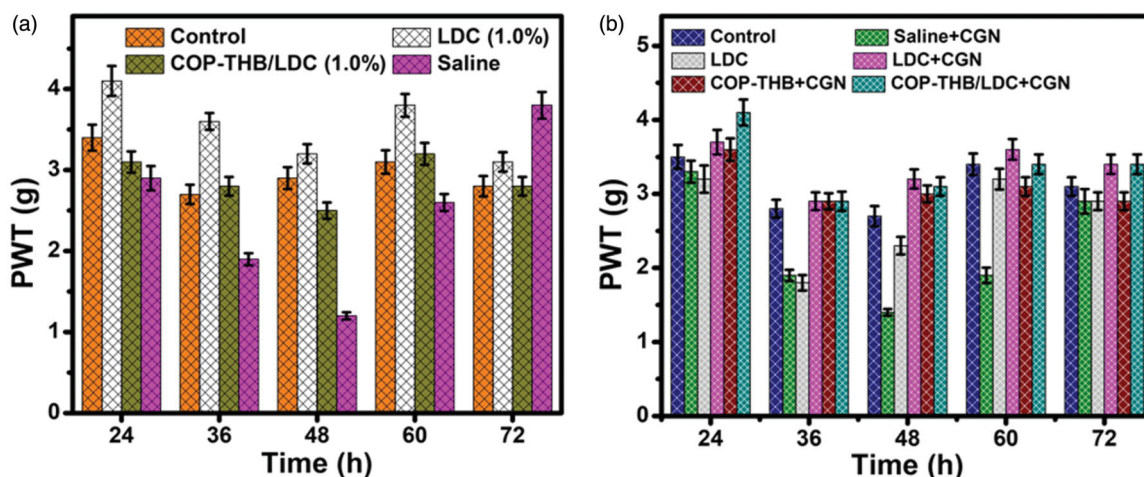 (a)
Control
LDC (1.0%)
COP-THB/LDC (1.0%)
Saline
4
3
2
1
0
PWT (g)
24
36
48
60
72
Time (h)
(b)
Control
Saline+CGN
LDC
LDC+CGN
COP-THB+CGN
COP-THB/LDC+CGN
5
4
3
2
1
0
PWT (g)
24
36
48
60
72
Time (h)